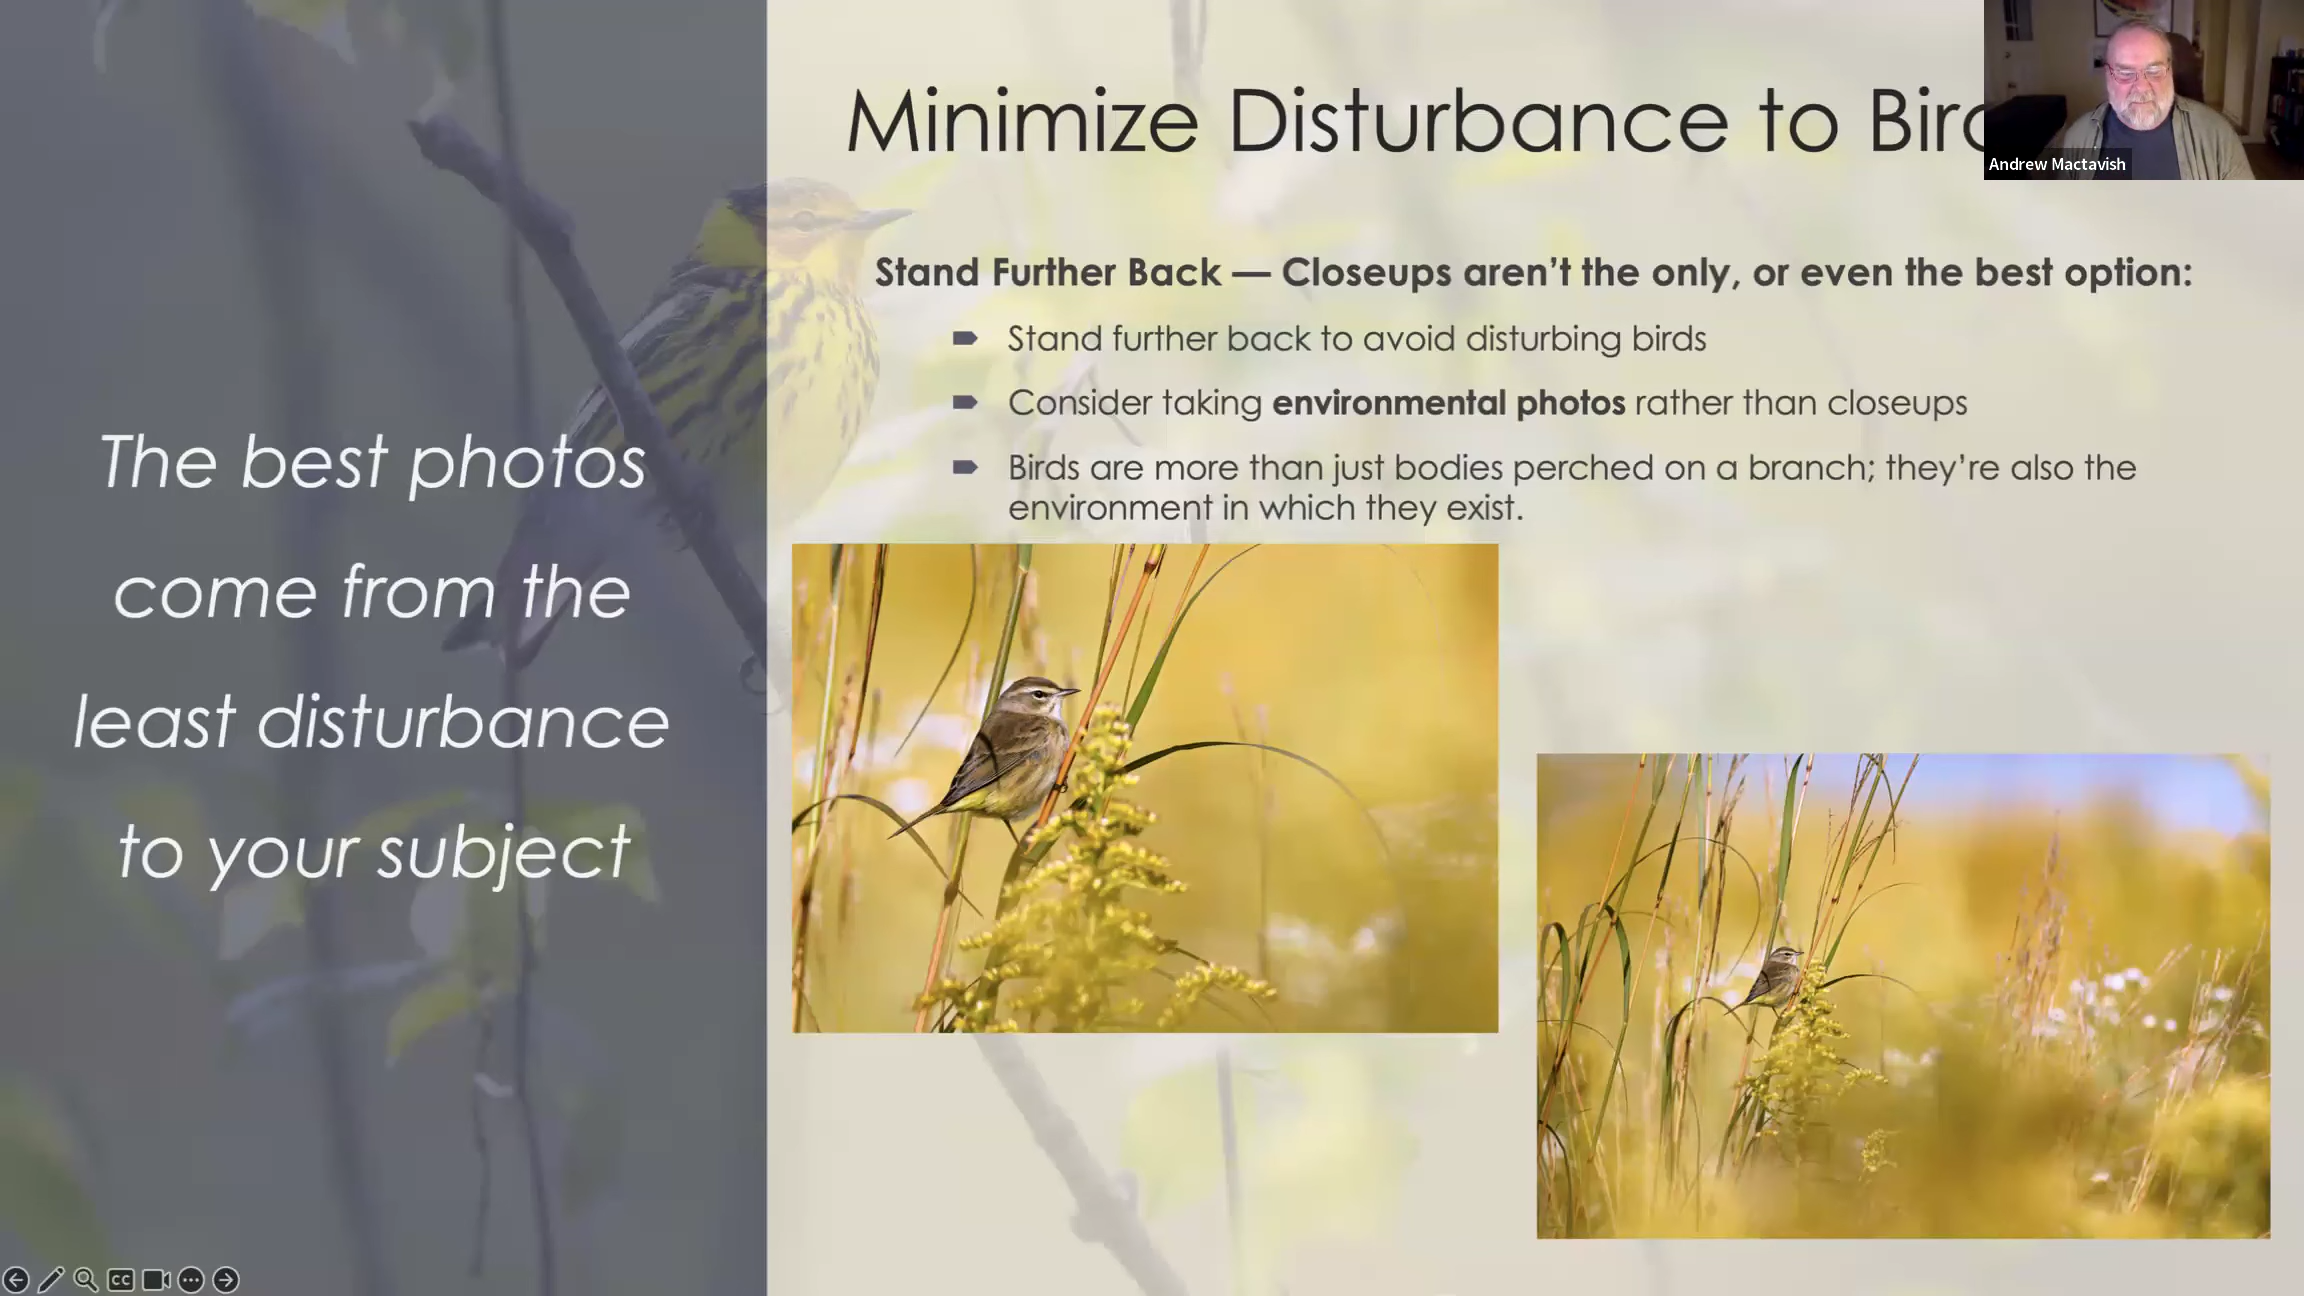 The best photos
come from the
least disturbance
to your subject
Minimize Disturbance to
Stand Further Back — Closeups aren’t the only, or even the best option:
Stand further back to avoid disturbing birds
Consider taking environmental photos rather than closeups
Birds are more than just bodies perched on a branch; they’re also the
environment in which they exist.
Andrew Mactavish
CC